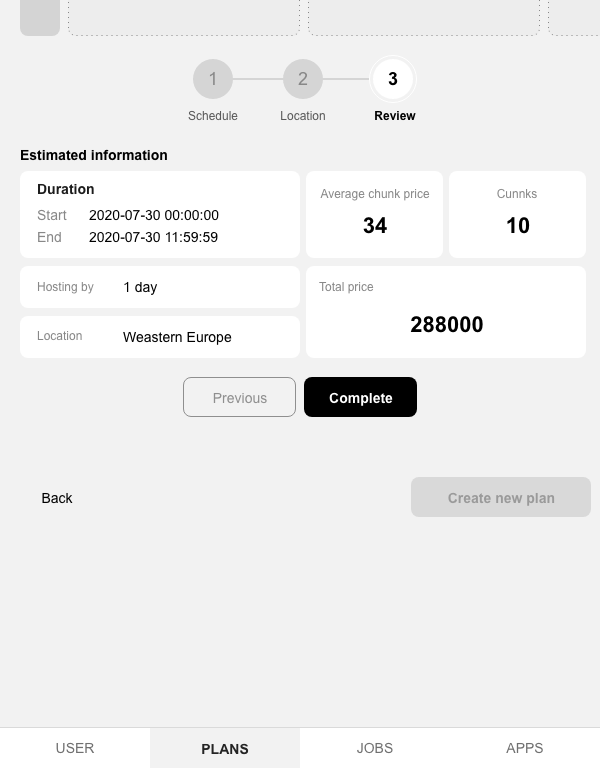 1
2
3
Schedule
Location
Review
Estimated information
Duration
Start 2020-07-30 00:00:00
End 2020-07-30 11:59:59
Average chunk price
34
Cunnks
10
Hosting by 1 day
Location Weastern Europe
Total price
288000
Previous
Complete
Back
Create new plan
USER
PLANS
JOBS
APPS